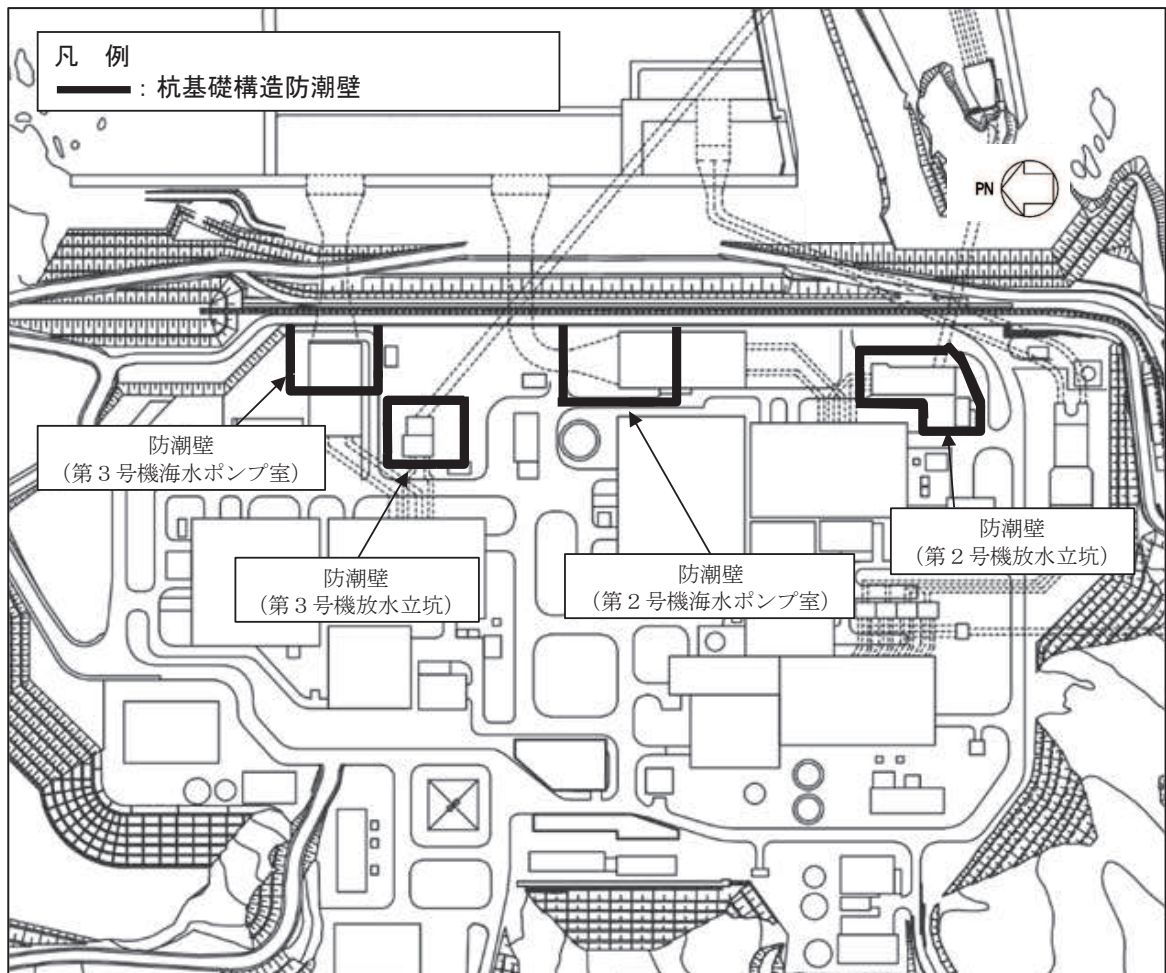 凡 例
：杭基礎構造防潮壁
PN
防潮壁
（第３号機海水ポンプ室）
防潮壁
（第３号機放水立坑）
防潮壁
（第２号機海水ポンプ室）
防潮壁
（第２号機放水立坑）